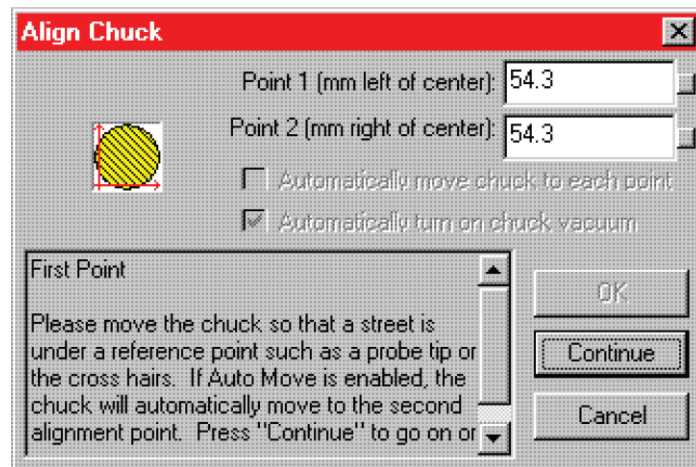 Align Chuck
Point 1 (mm left of center): 54.3
Point 2 (mm right of center): 54.3
Automatically move chuck to each point
Automatically turn on chuck vacuum
First Point
Please move the chuck so that a street is
under a reference point such as a probe tip or
the cross hairs. If Auto Move is enabled, the
chuck will automatically move to the second
alignment point. Press "Continue" to go on or
OK
Continue
Cancel